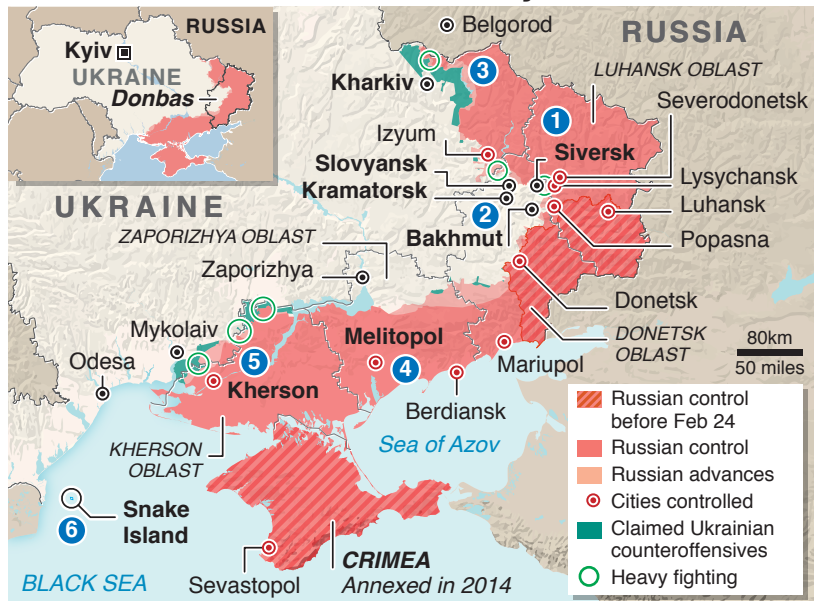 RUSSIA
Kyiv
UKRAINE
Donbas
Belgorod
RUSSIA
LUHANSK OBLAST
3
Kharkiv
Severodonetsk
1
Izyum
Siversk
Slovyansk
Kramatorsk
Lysychansk
Luhansk
UKRAINE
2
Bakhmut
Popasna
ZAPORIZHYA OBLAST
Zaporizhya
Donetsk
Mykolaiv
Melitopol
DONETSK
OBLAST
80km
50 miles
Odesa
5
4
Mariupol
Kherson
Berdiansk
KHERSON
OBLAST
Sea of Azov
Snake
Island
6
CRIMEA
Annexed in 2014
Sevastopol
BLACK SEA
Russian control
before Feb 24
Russian control
Russian advances
Cities controlled
Claimed Ukrainian
counteroffensives
Heavy fighting